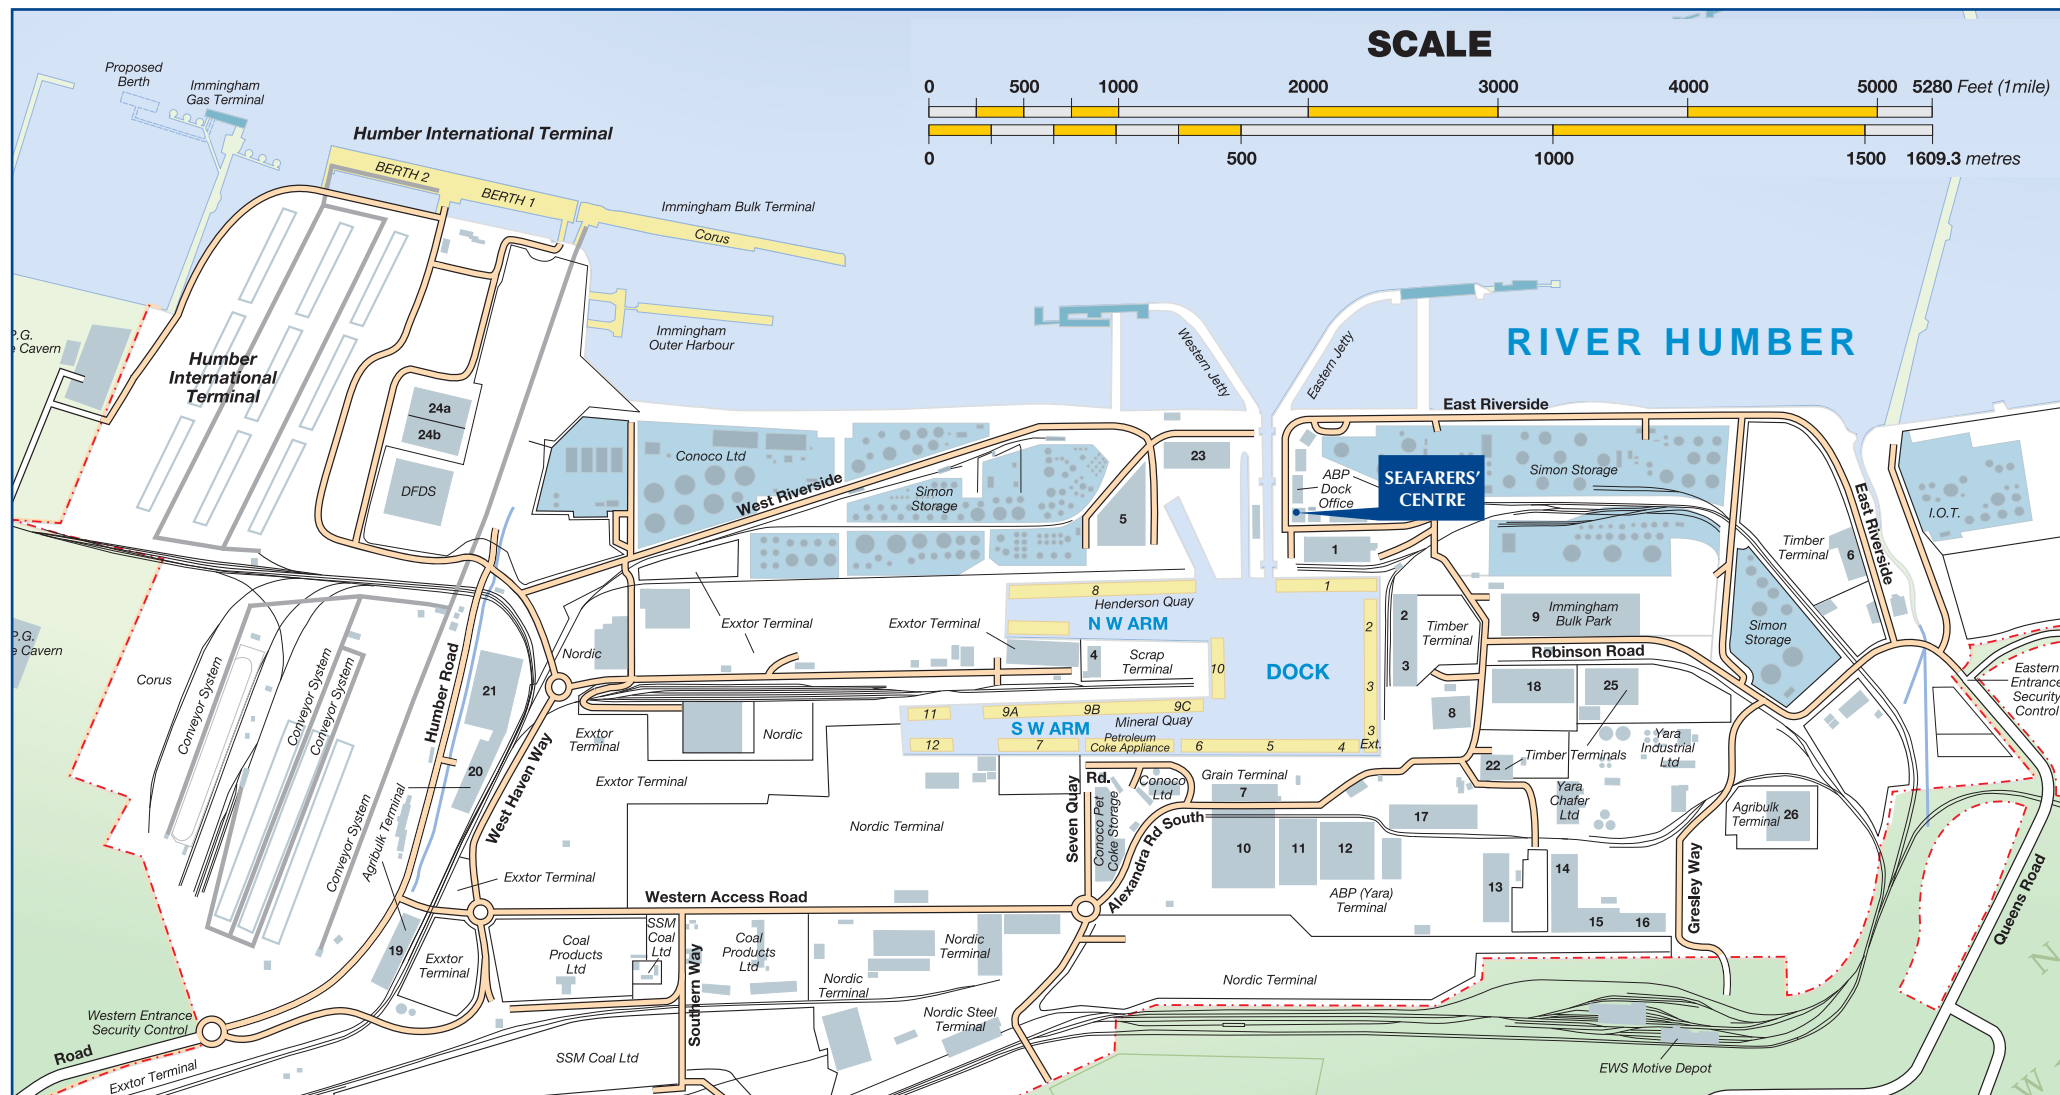 SCALE
0 500 1000 2000 3000 4000 5000 5280 Feet (1mile)
0 500 1000 1500 1609.3 metres
Proposed
Berth
Immingham
Gas Terminal
Humber International Terminal
BERTH 2
BERTH 1
Immingham Bulk Terminal
Corus
Immingham
Outer Harbour
Humber
International
Terminal
P.G.
e Cavern
24a
24b
DFDS
Western Jetty
Eastern Jetty
RIVER HUMBER
East Riverside
Conoco Ltd
West Riverside
Simon
Storage
23
5
ABP
Dock
Office
SEAFARERS'
CENTRE
Simon Storage
East Riverside
I.O.T.
Timber
Terminal
6
1
8
Henderson Quay
N W ARM
1
2
2
3
Timber
Terminal
9
Immingham
Bulk Park
Simon
Storage
Robinson Road
P.G.
e Cavern
Exxtor Terminal
Exxtor Terminal
Nordic
4
Scrap
Terminal
10
DOCK
3
3
Ext.
18
25
8
Eastern
Entrance
Security
Control
Corus
Conveyor System
Conveyor System
Conveyor System
Humber Road
21
20
West Haven Way
Exxtor
Terminal
Nordic
11
9A
9B
9C
Mineral Quay
S W ARM
12
7
Petroleum
Coke Appliance
6
5
4
22
Timber Terminals
Yara
Industrial
Ltd
Yara
Chafer
Ltd
Exxtor Terminal
Nordic Terminal
Seven Quay
Rd.
Conoco
Ltd
Conoco Pet
Coke Storage
Grain Terminal
7
Alexandra Rd South
17
10
11
12
ABP (Yara)
Terminal
13
14
15
16
Gresley Way
Agribulk
Terminal
26
Queens Road
Conveyor System
Agribulk Terminal
Exxtor Terminal
Western Access Road
19
Exxtor
Terminal
Coal
Products
Ltd
SSM
Coal
Ltd
Southern Way
Coal
Products
Ltd
Nordic
Terminal
Nordic
Terminal
Nordic Terminal
Nordic Steel
Terminal
Western Entrance
Security Control
Road
Exxtor Terminal
SSM Coal Ltd
EWS Motive Depot
N
W